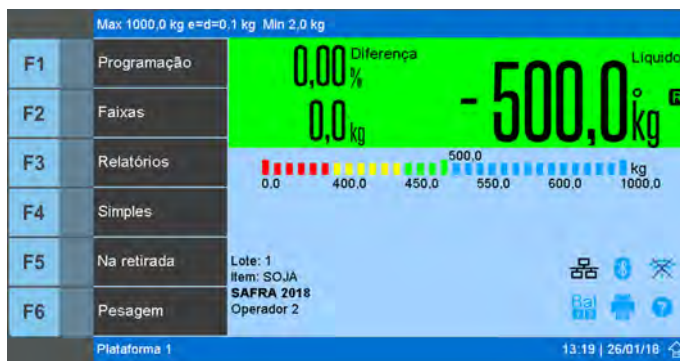 Max 1000,0 kg e=d=0,1 kg Min 2,0 kg
F1 Programação
F2 Faixas
F3 Relatórios
F4 Simples
F5 Na retirada
F6 Pesagem
0,00 % Diferença
0,0 kg
Líquido
- 500,0 kg
500,0
kg
0,0 400,0 450,0 550,0 600,0 1000,0
Lote: 1
Item: SOJA
SAFRA 2018
Operador 2
Bal
Plataforma 1
13:19 | 26/01/18